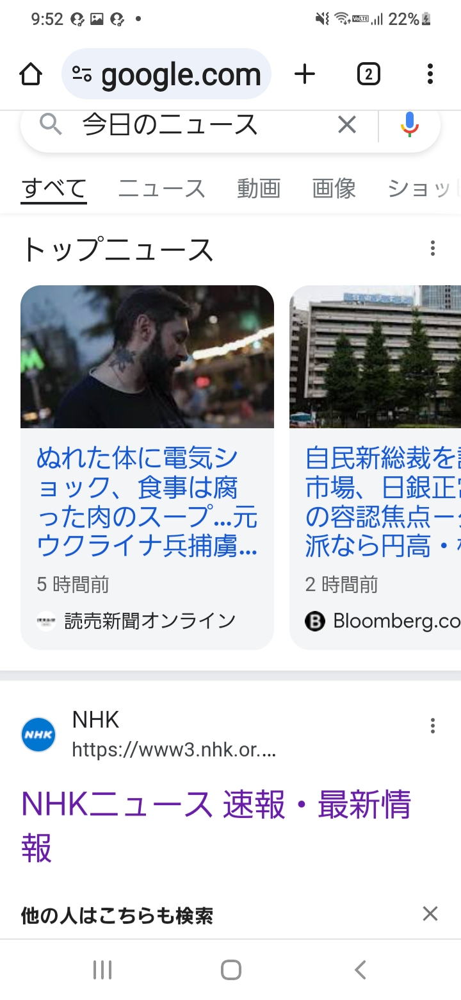 9:52
VoLTE 22%
google.com
2
今日のニュース
すべて ニュース 動画 画像 ショッ
トップニュース
ぬれた体に電気シ
ョック、食事は腐
った肉のスープ...元
ウクライナ兵捕虜...
5 時間前
読売新聞オンライン
自民新総裁を
市場、日銀正
の容認焦点ー
派なら円高・
2 時間前
B Bloomberg.co
NHK
NHK
https://www3.nhk.or....
NHKニュース 速報・最新情
報
他の人はこちらも検索